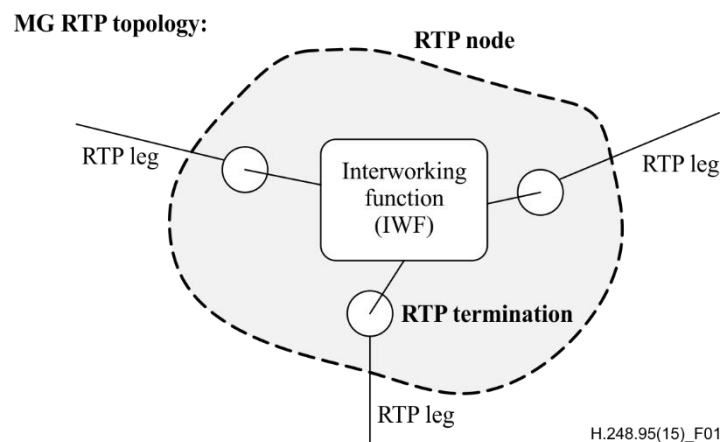 MG RTP topology:
RTP node
RTP leg
RTP leg
Interworking
function
(IWF)
RTP termination
RTP leg
H.248.95(15)_F01